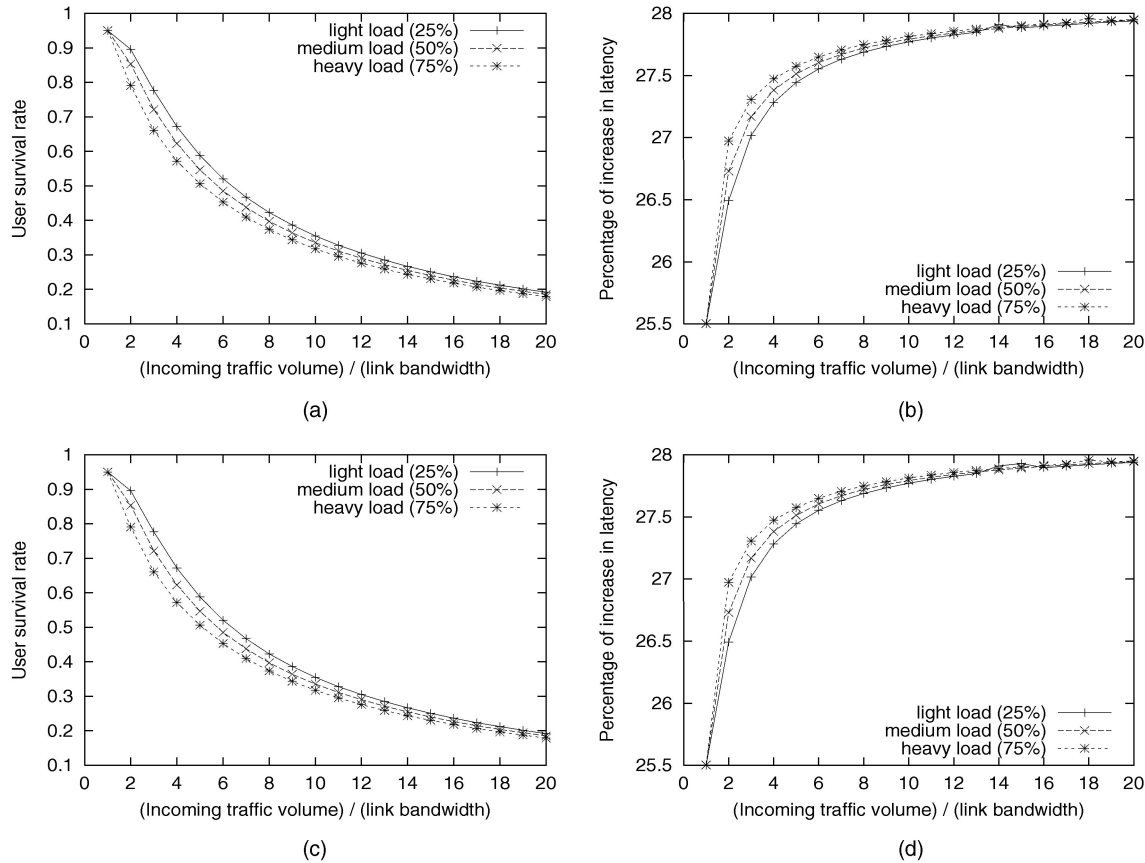 1
0.9
0.8
0.7
0.6
0.5
0.4
0.3
0.2
0.1
User survival rate
light load (25%)
medium load (50%)
heavy load (75%)
0 2 4 6 8 10 12 14 16 18 20
(Incoming traffic volume) / (link bandwidth)
(a)
28
27.5
27
26.5
26
25.5
Percentage of increase in latency
light load (25%)
medium load (50%)
heavy load (75%)
0 2 4 6 8 10 12 14 16 18 20
(Incoming traffic volume) / (link bandwidth)
(b)
1
0.9
0.8
0.7
0.6
0.5
0.4
0.3
0.2
0.1
User survival rate
light load (25%)
medium load (50%)
heavy load (75%)
0 2 4 6 8 10 12 14 16 18 20
(Incoming traffic volume) / (link bandwidth)
(c)
28
27.5
27
26.5
26
25.5
Percentage of increase in latency
light load (25%)
medium load (50%)
heavy load (75%)
0 2 4 6 8 10 12 14 16 18 20
(Incoming traffic volume) / (link bandwidth)
(d)